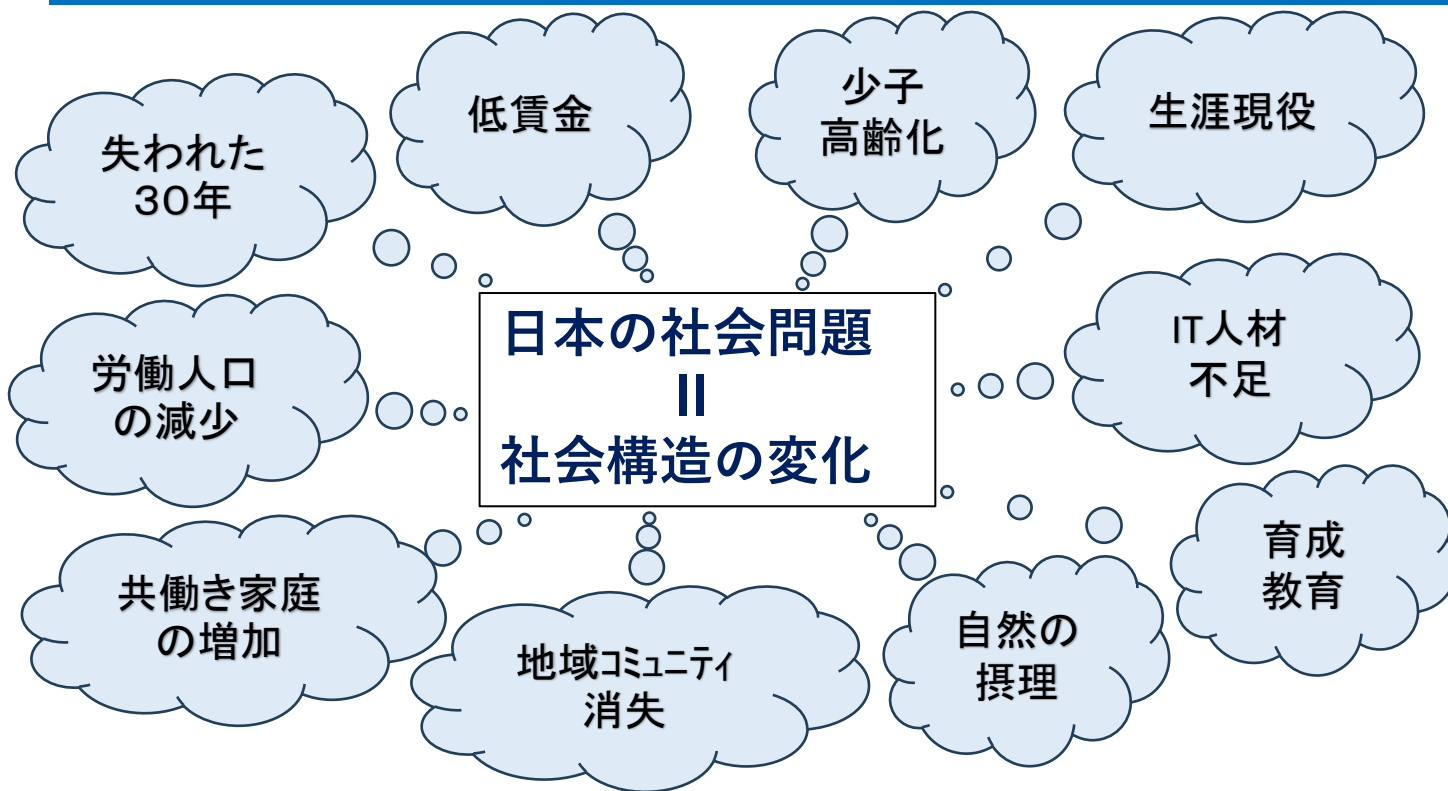 低賃金
少子
高齢化
生涯現役
失われた
30年
日本の社会問題
=
社会構造の変化
IT人材
不足
労働人口
の減少
育成
教育
共働き家庭
の増加
地域コミュニティ
消失
自然の
摂理